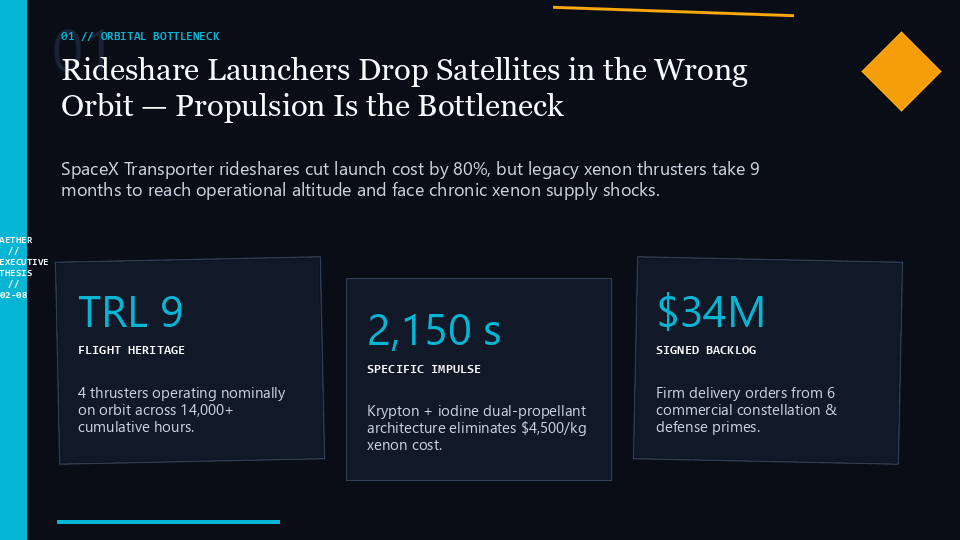 01
01 // ORBITAL BOTTLENECK
Rideshare Launchers Drop Satellites in the Wrong
Orbit — Propulsion Is the Bottleneck
SpaceX Transporter rideshares cut launch cost by 80%, but legacy xenon thrusters take 9
months to reach operational altitude and face chronic xenon supply shocks.
AETHER
//
EXECUTIVE
THESIS
//
02-08
TRL 9
FLIGHT HERITAGE
4 thrusters operating nominally
on orbit across 14,000+
cumulative hours.
2,150 s
SPECIFIC IMPULSE
Krypton + iodine dual-propellant
architecture eliminates $4,500/kg
xenon cost.
$34M
SIGNED BACKLOG
Firm delivery orders from 6
commercial constellation &
defense primes.